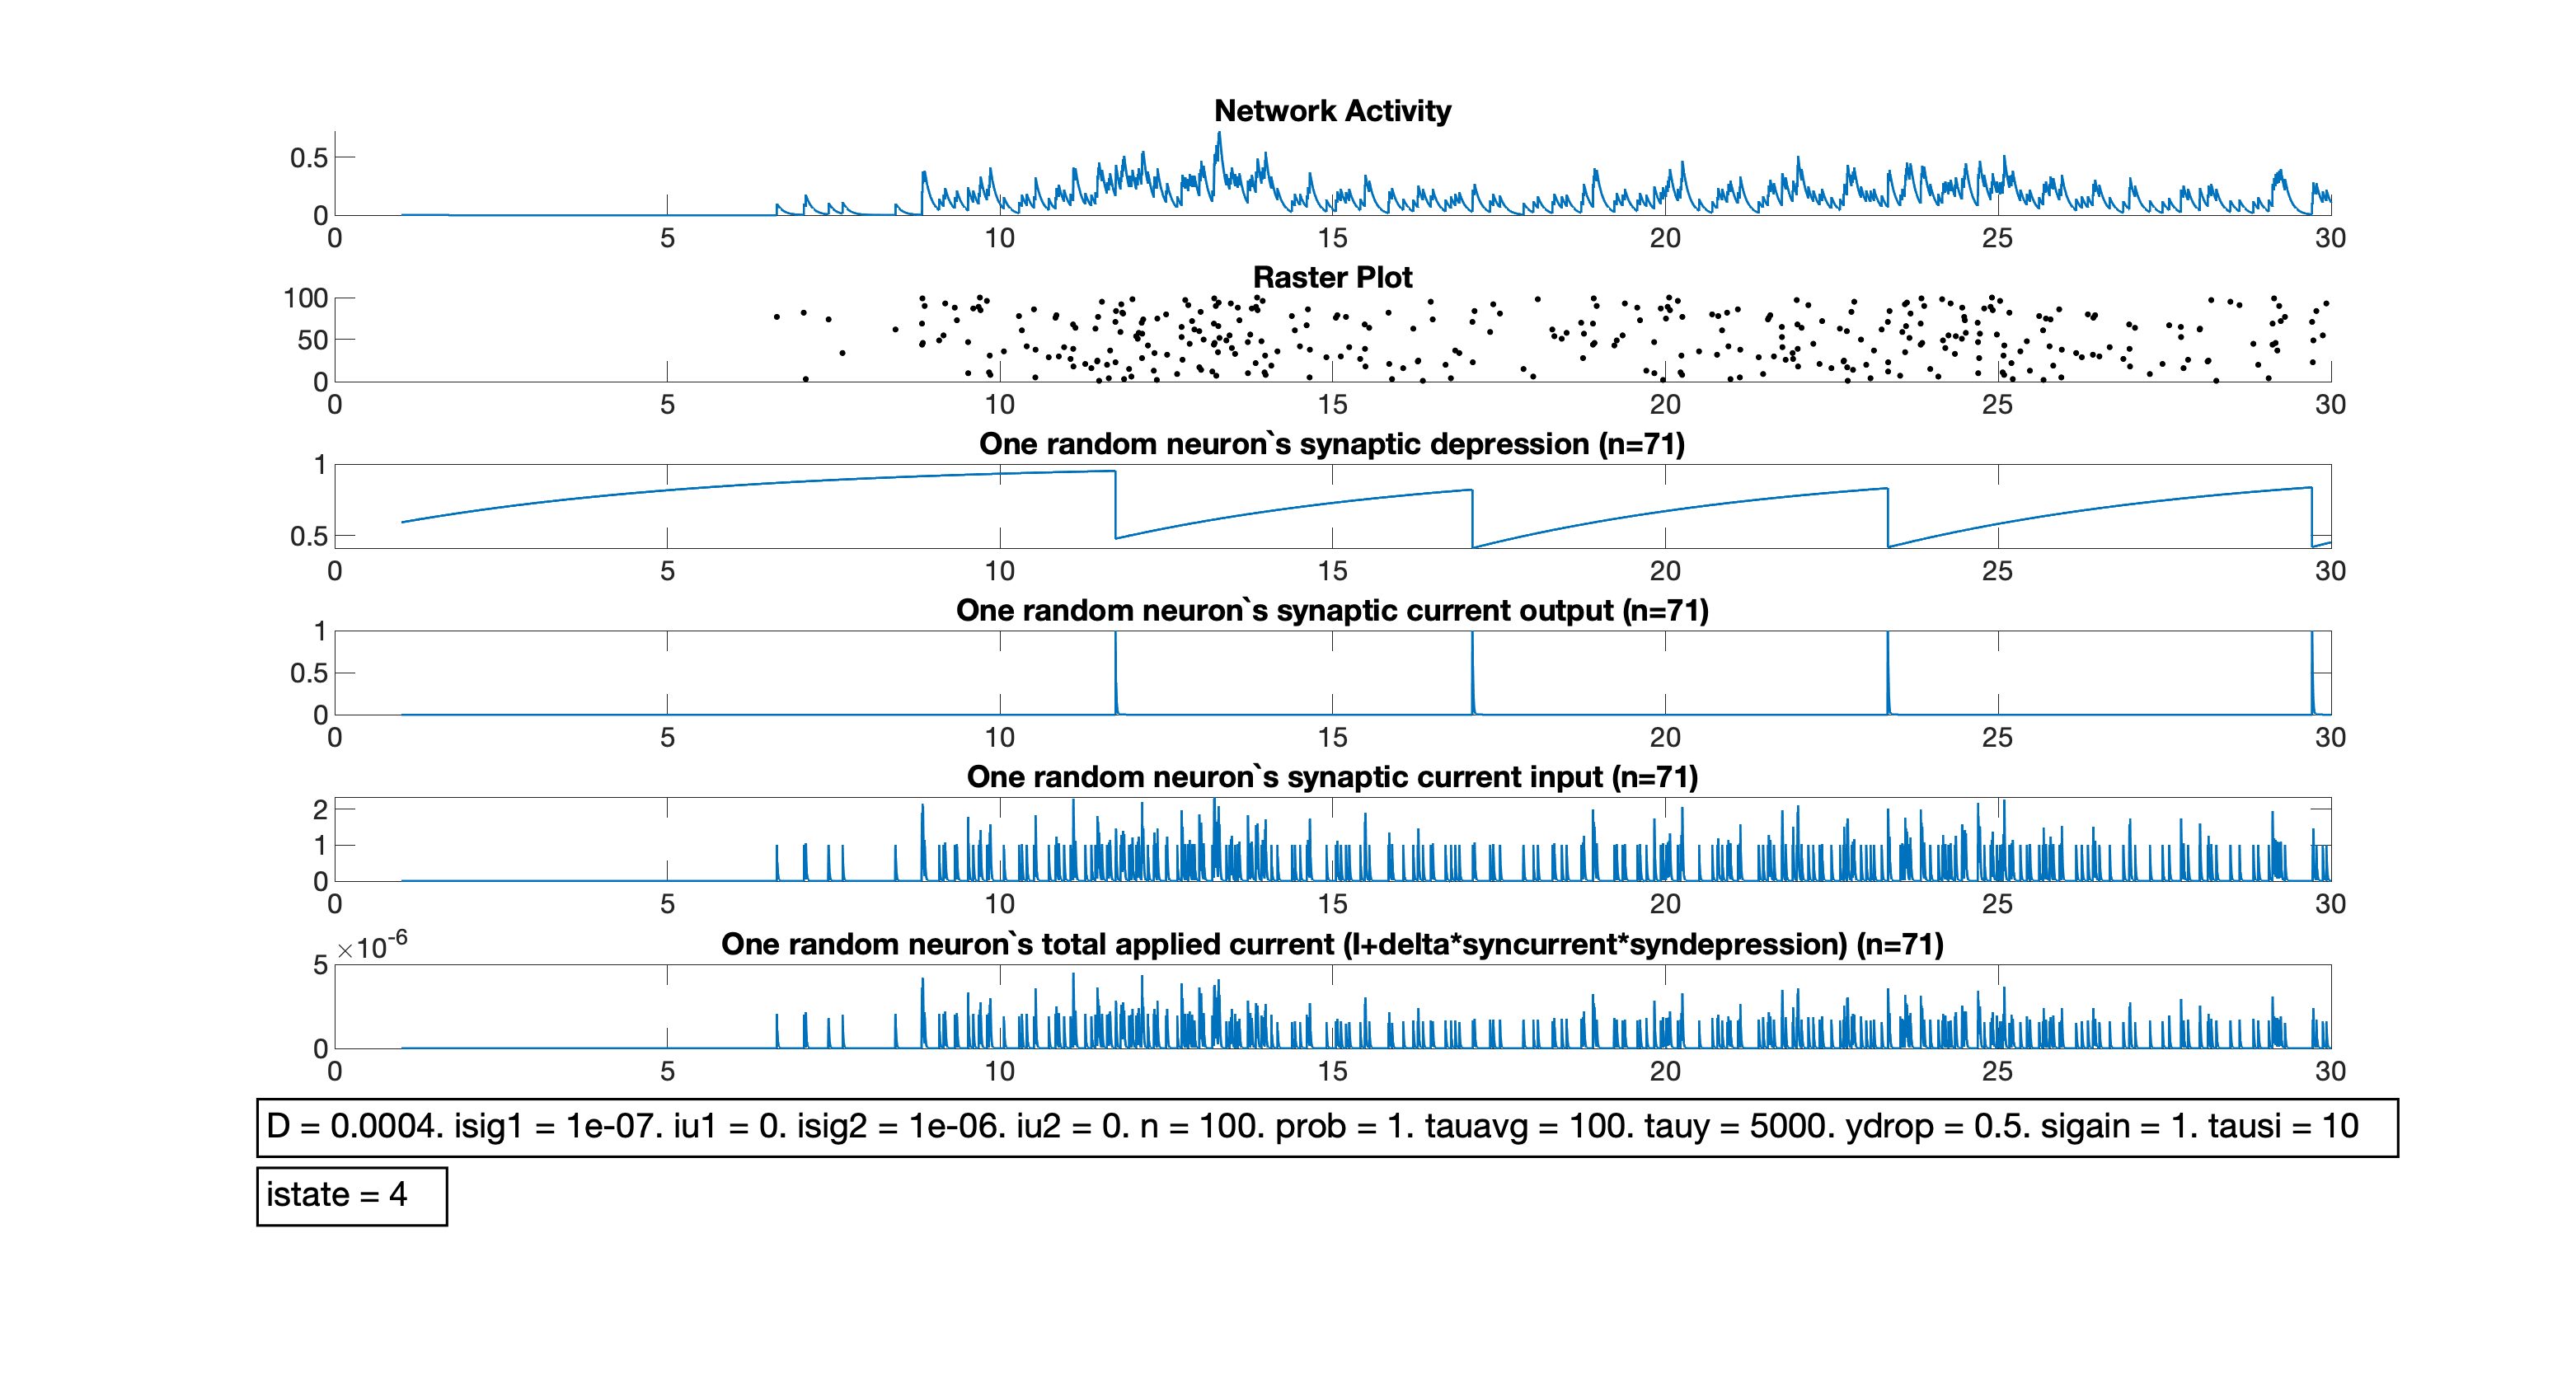 Network Activity
0.5
0
0 5 10 15 20 25 30
Raster Plot
100
50
0
0 5 10 15 20 25 30
One random neuron`s synaptic depression (n=71)
1
0.5
0 5 10 15 20 25 30
One random neuron`s synaptic current output (n=71)
1
0.5
0
0 5 10 15 20 25 30
One random neuron`s synaptic current input (n=71)
2
1
0
0 5 10 15 20 25 30
One random neuron`s total applied current (I+delta*syncurrent*syndepression) (n=71)
×10-6
5
0
0 5 10 15 20 25 30
D = 0.0004. isig1 = 1e-07. iu1 = 0. isig2 = 1e-06. iu2 = 0. n = 100. prob = 1. tauavg = 100. tauy = 5000. ydrop = 0.5. sigain = 1. tausi = 10
istate = 4